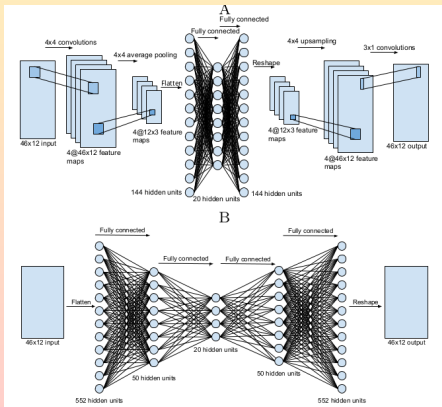 A
Fully connected
Fully connected
4x4 convolutions
4x4 average pooling
Flatten
Reshape
4x4 upsampling
3x1 convolutions
46x12 input
4@46x12 feature
maps
4@12x3 feature
maps
144 hidden units
20 hidden units
144 hidden units
4@12x3 feature
maps
4@46x12 feature
maps
46x12 output
B
Fully connected
Fully connected
Fully connected
Fully connected
Flatten
Reshape
46x12 input
552 hidden units
50 hidden units
20 hidden units
50 hidden units
552 hidden units
46x12 output